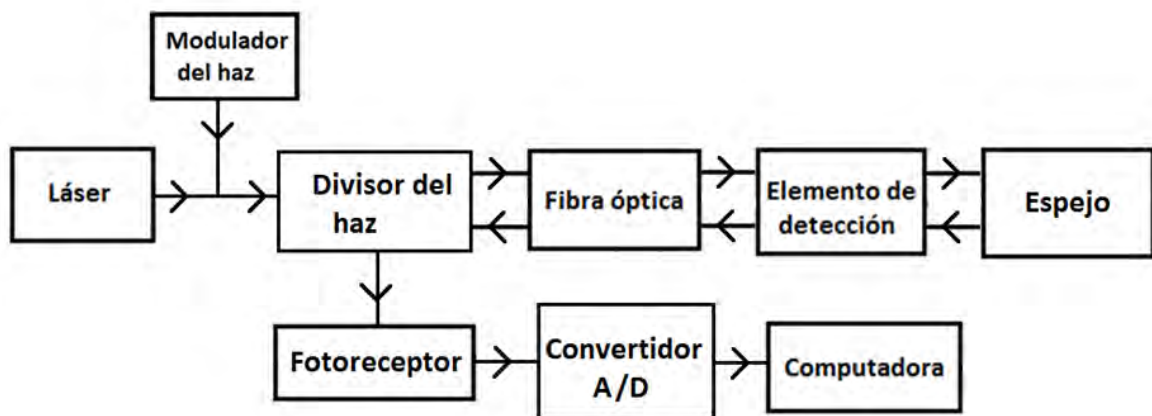 Modulador
del haz
Láser
Divisor del
haz
Fibra óptica
Elemento de
detección
Espejo
Fotoreceptor
Convertidor
A/D
Computadora